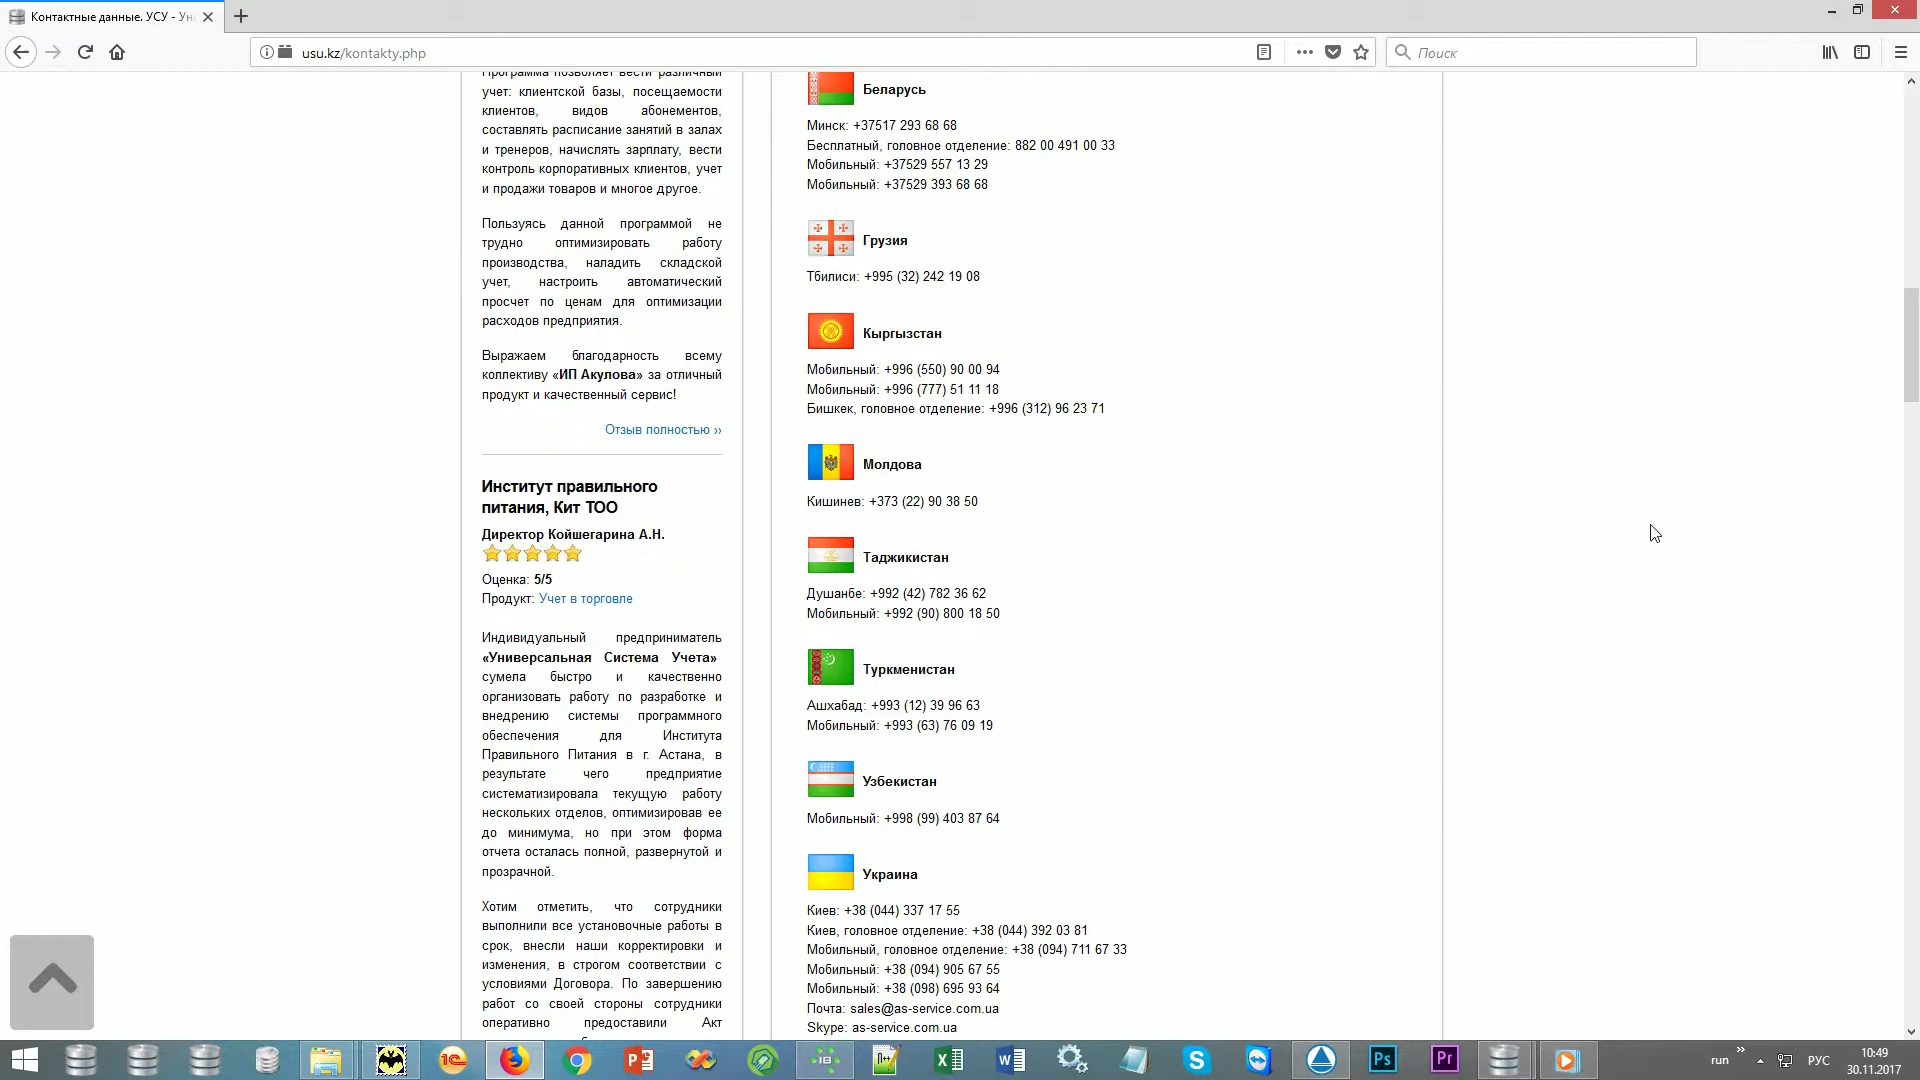 Контактные данные. УСУ - Ун
usu.kz/kontakty.php
Поиск
Программа позволяет вести различный
учет: клиентской базы, посещаемости
клиентов, видов абонементов,
составлять расписание занятий в залах
и тренеров, начислять зарплату, вести
контроль корпоративных клиентов, учет
и продажи товаров и многое другое.
Пользуясь данной программой не
трудно оптимизировать работу
производства, наладить складской
учет, настроить автоматический
просчет по ценам для оптимизации
расходов предприятия.
Выражаем благодарность всему
коллективу «ИП Акулова» за отличный
продукт и качественный сервис!
Отзыв полностью ››
Институт правильного
питания, Кит ТОО
Директор Койшегарина А.Н.
Оценка: 5/5
Продукт: Учет в торговле
Индивидуальный предприниматель
«Универсальная Система Учета»
сумела быстро и качественно
организовать работу по разработке и
внедрению системы программного
обеспечения для Института
Правильного Питания в г. Астана, в
результате чего предприятие
систематизировала текущую работу
нескольких отделов, оптимизировав ее
до минимума, но при этом форма
отчета осталась полной, развернутой и
прозрачной.
Хотим отметить, что сотрудники
выполнили все установочные работы в
срок, внесли наши корректировки и
изменения, в строгом соответствии с
условиями Договора. По завершению
работ со своей стороны сотрудники
оперативно предоставили Акт
Беларусь
Минск: +37517 293 68 68
Бесплатный, головное отделение: 882 00 491 00 33
Мобильный: +37529 557 13 29
Мобильный: +37529 393 68 68
Грузия
Тбилиси: +995 (32) 242 19 08
Кыргызстан
Мобильный: +996 (550) 90 00 94
Мобильный: +996 (777) 51 11 18
Бишкек, головное отделение: +996 (312) 96 23 71
Молдова
Кишинев: +373 (22) 90 38 50
Таджикистан
Душанбе: +992 (42) 782 36 62
Мобильный: +992 (90) 800 18 50
Туркменистан
Ашхабад: +993 (12) 39 96 63
Мобильный: +993 (63) 76 09 19
Узбекистан
Мобильный: +998 (99) 403 87 64
Украина
Киев: +38 (044) 337 17 55
Киев, головное отделение: +38 (044) 392 03 81
Мобильный, головное отделение: +38 (094) 711 67 33
Мобильный: +38 (094) 905 67 55
Мобильный: +38 (098) 695 93 64
Почта: sales@as-service.com.ua
Skype: as-service.com.ua
run
РУС
10:49
30.11.2017